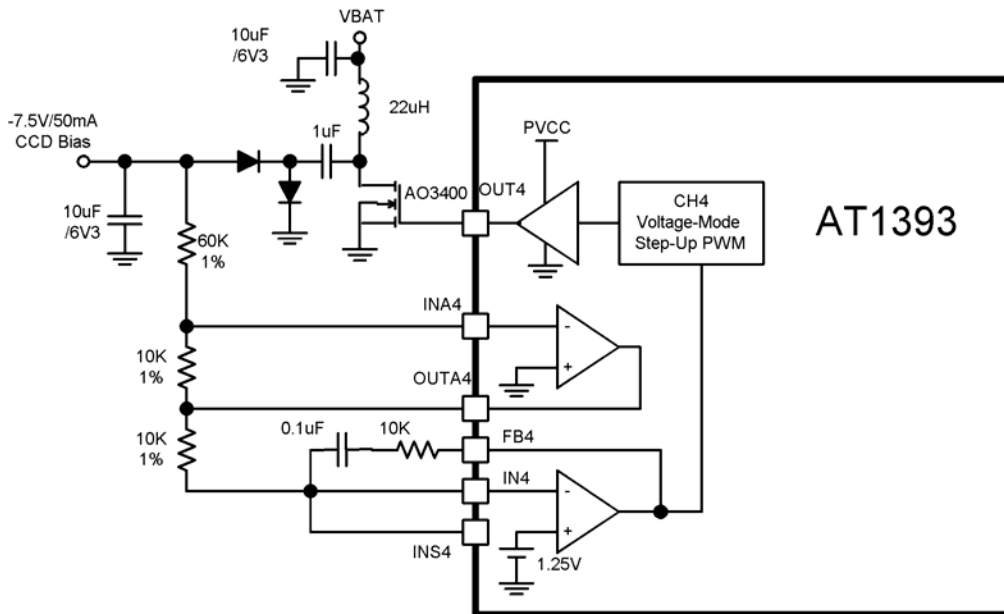 VBAT
10uF
/6V3
22uH
-7.5V/50mA
CCD Bias
1uF
PVCC
AO3400
OUT4
CH4
Voltage-Mode
Step-Up PWM
AT1393
10uF
/6V3
60K
1%
INA4
-
+
10K
1%
OUTA4
10K
1%
0.1uF
10K
FB4
IN4
-
+
INS4
1.25V